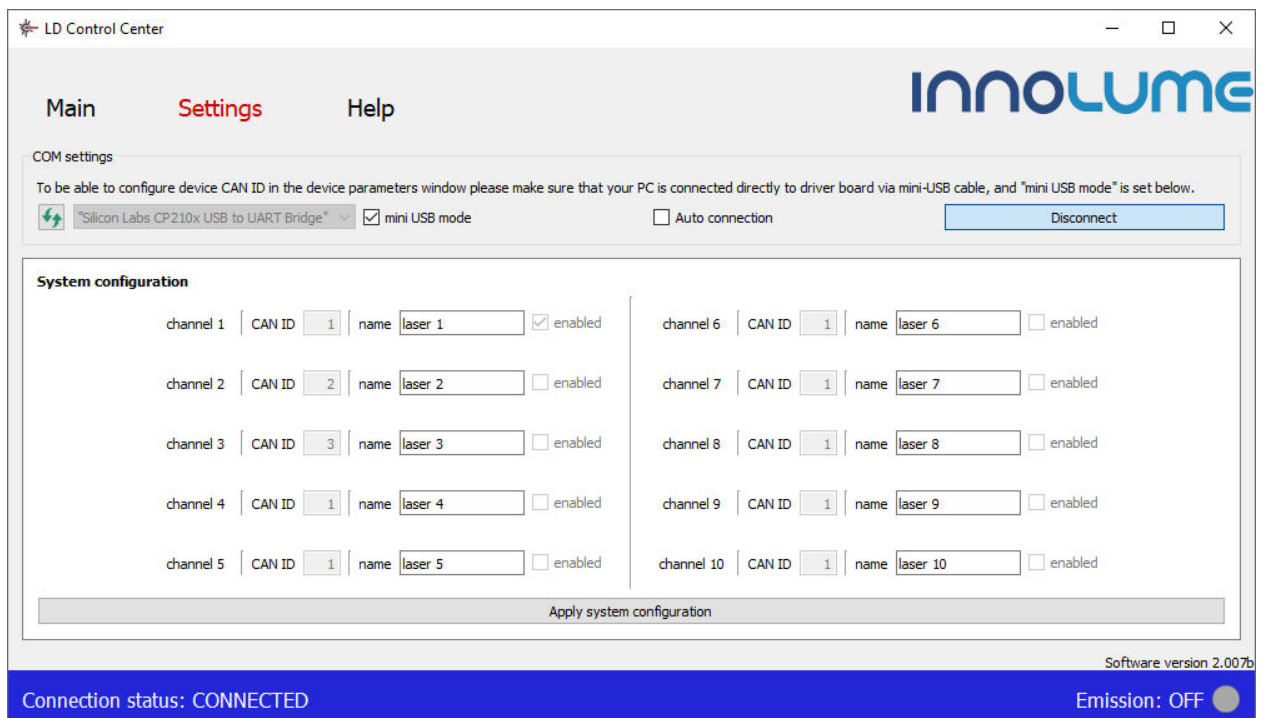 LD Control Center
INNOLUME
Main Settings Help
COM settings
To be able to configure device CAN ID in the device parameters window please make sure that your PC is connected directly to driver board via mini-USB cable, and "mini USB mode" is set below.
"Silicon Labs CP210x USB to UART Bridge" mini USB mode Auto connection Disconnect
System configuration
channel 1 CAN ID 1 name laser 1 enabled channel 6 CAN ID 1 name laser 6 enabled
channel 2 CAN ID 2 name laser 2 enabled channel 7 CAN ID 1 name laser 7 enabled
channel 3 CAN ID 3 name laser 3 enabled channel 8 CAN ID 1 name laser 8 enabled
channel 4 CAN ID 1 name laser 4 enabled channel 9 CAN ID 1 name laser 9 enabled
channel 5 CAN ID 1 name laser 5 enabled channel 10 CAN ID 1 name laser 10 enabled
Apply system configuration
Software version 2.007b
Connection status: CONNECTED Emission: OFF